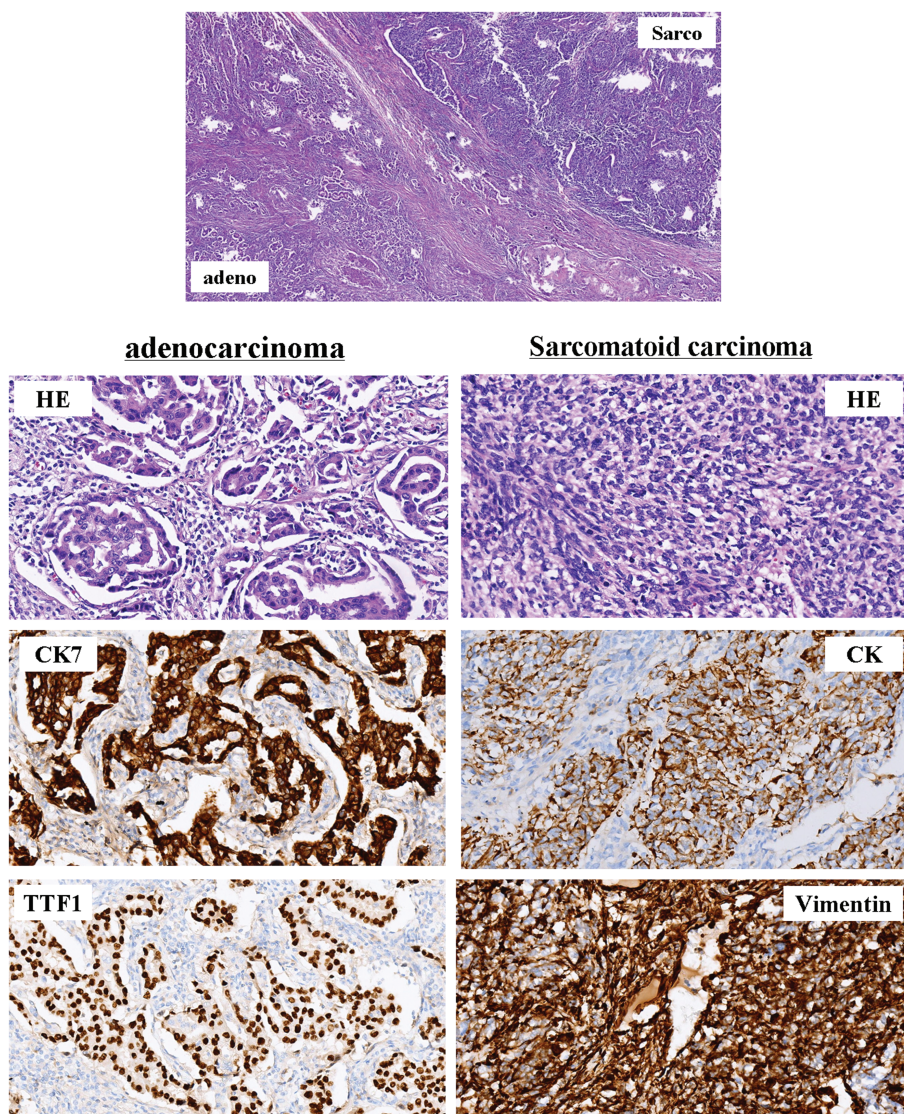 Sarco
adeno
adenocarcinoma
Sarcomatoid carcinoma
HE
HE
CK7
CK
TTF1
Vimentin